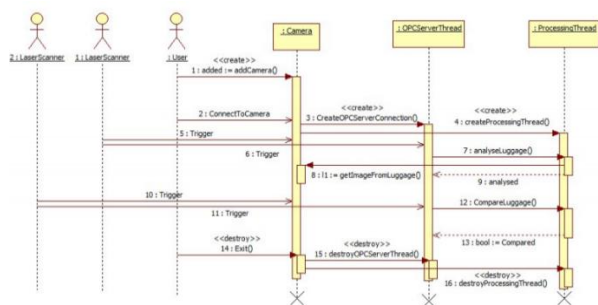 : Camera
: OPCServerThread
: ProcessingThread
2 : LaserScanner
1 : LaserScanner
: User
<<create>>
1 : added := addCamera()
2 : ConnectToCamera
<<create>>
3 : CreateOPCServerConnection()
<<create>>
4 : createProcessingThread()
5 : Trigger
6 : Trigger
7 : analyseLuggage()
8 : l1 := getImageFromLuggage()
9 : analysed
10 : Trigger
11 : Trigger
12 : CompareLuggage()
13 : bool := Compared
<<destroy>>
14 : Exit()
<<destroy>>
15 : destroyOPCServerThread()
<<destroy>>
16 : destroyProcessingThread()